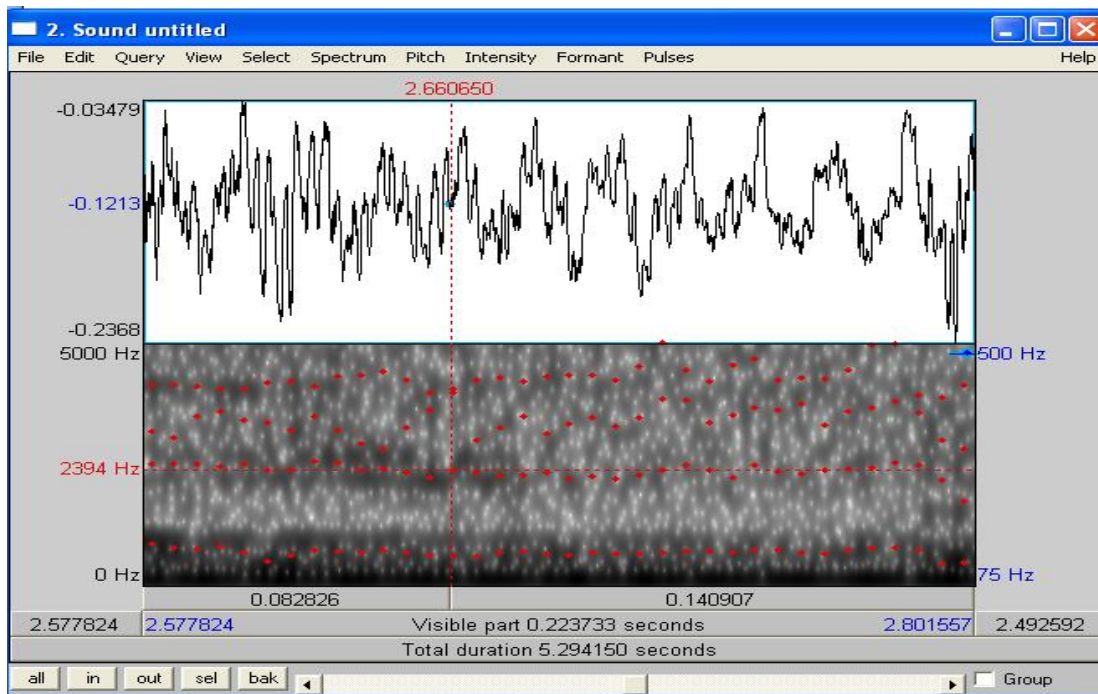 2. Sound untitled
File Edit Query View Select Spectrum Pitch Intensity Formant Pulses Help
2.660650
-0.03479
-0.1213
-0.2368
5000 Hz 500 Hz
2394 Hz
0 Hz 75 Hz
0.082826 0.140907
2.577824 2.577824 Visible part 0.223733 seconds 2.801557 2.492592
Total duration 5.294150 seconds
all in out sel bak Group